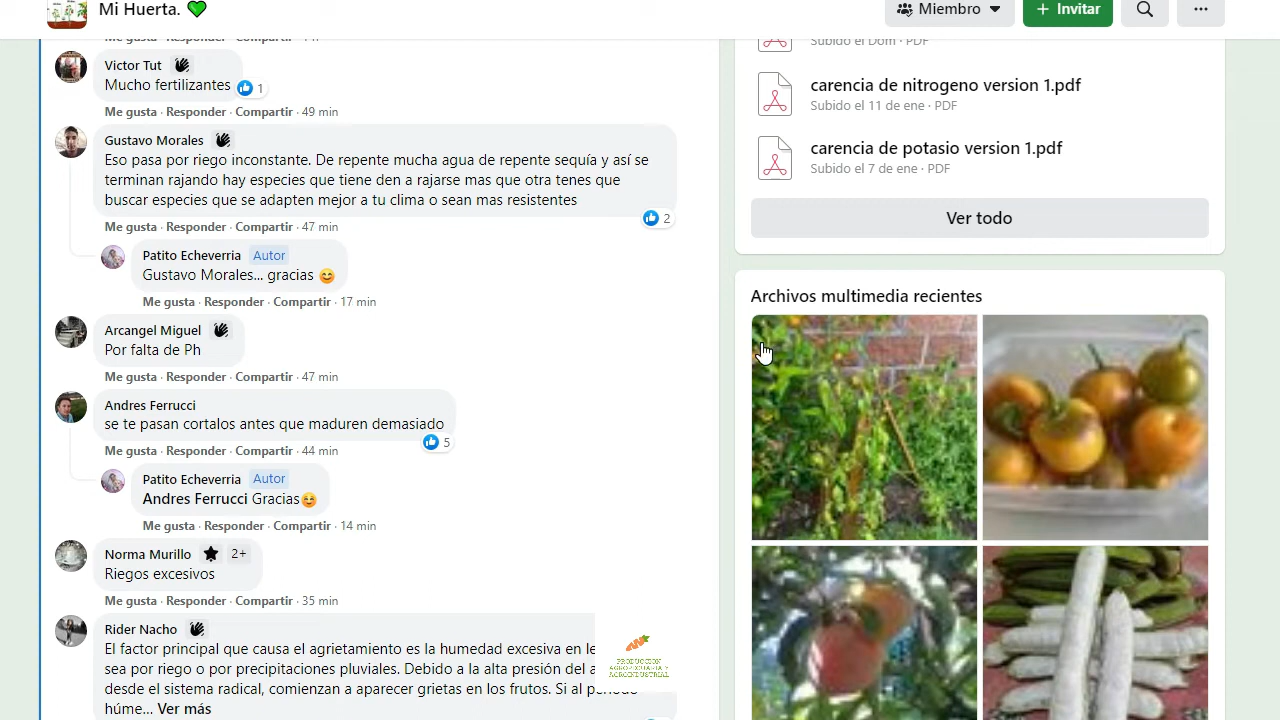 Mi Huerta. 💚
Miembro
+ Invitar
···
Me gusta · Responder · Compartir ·
Victor Tut
Mucho fertilizantes
1
Me gusta · Responder · Compartir · 49 min
Gustavo Morales
Eso pasa por riego inconstante. De repente mucha agua de repente sequía y así se
terminan rajando hay especies que tiene den a rajarse mas que otra tenes que
buscar especies que se adapten mejor a tu clima o sean mas resistentes
2
Me gusta · Responder · Compartir · 47 min
Patito Echeverria Autor
Gustavo Morales... gracias 😊
Me gusta · Responder · Compartir · 17 min
Arcangel Miguel
Por falta de Ph
Me gusta · Responder · Compartir · 47 min
Andres Ferrucci
se te pasan cortalos antes que maduren demasiado
5
Me gusta · Responder · Compartir · 44 min
Patito Echeverria Autor
Andres Ferrucci Gracias😊
Me gusta · Responder · Compartir · 14 min
Norma Murillo 2+
Riegos excesivos
Me gusta · Responder · Compartir · 35 min
Rider Nacho
El factor principal que causa el agrietamiento es la humedad excesiva en le
sea por riego o por precipitaciones pluviales. Debido a la alta presión del a
desde el sistema radical, comienzan a aparecer grietas en los frutos. Si al periodo
húme... Ver más
Subido el Dom · PDF
carencia de nitrogeno version 1.pdf
Subido el 11 de ene · PDF
carencia de potasio version 1.pdf
Subido el 7 de ene · PDF
Ver todo
Archivos multimedia recientes
PRODUCCION
AGROPECUARIA Y
AGROINDUSTRIAL